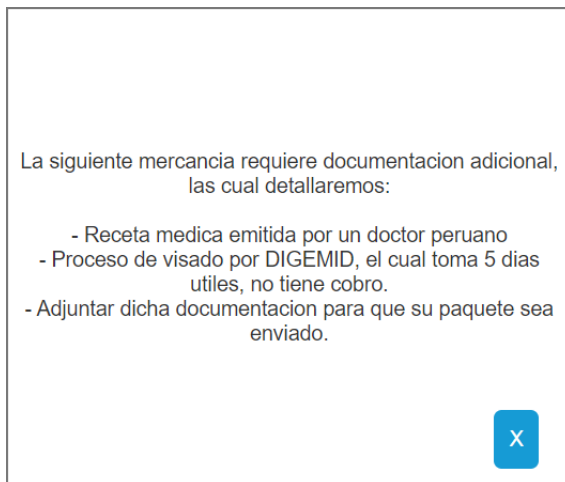 La siguiente mercancia requiere documentacion adicional,
las cual detallaremos:
- Receta medica emitida por un doctor peruano
- Proceso de visado por DIGEMID, el cual toma 5 dias
utiles, no tiene cobro.
- Adjuntar dicha documentacion para que su paquete sea
enviado.
X